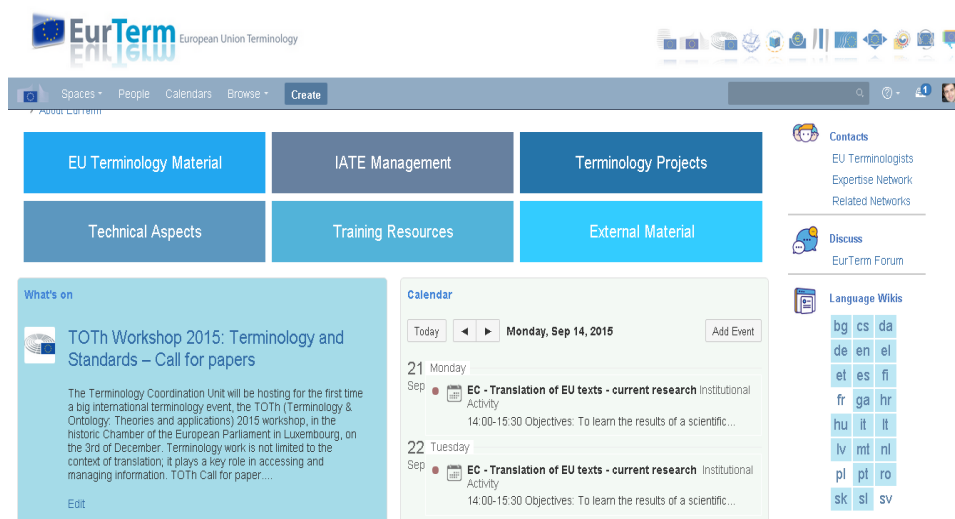 EurTerm European Union Terminology
Spaces People Calendars Browse Create
1
> About EurTerm
EU Terminology Material
IATE Management
Terminology Projects
Technical Aspects
Training Resources
External Material
What's on
TOTh Workshop 2015: Terminology and
Standards – Call for papers
The Terminology Coordination Unit will be hosting for the first time
a big international terminology event, the TOTh (Terminology &
Ontology: Theories and applications) 2015 workshop, in the
historic Chamber of the European Parliament in Luxembourg, on
the 3rd of December. Terminology work is not limited to the
context of translation; it plays a key role in accessing and
managing information. TOTh Call for paper....
Edit
Calendar
Today ◄ ► Monday, Sep 14, 2015 Add Event
21 Monday
Sep
EC - Translation of EU texts - current research Institutional
Activity
14:00-15:30 Objectives: To learn the results of a scientific...
22 Tuesday
Sep
EC - Translation of EU texts - current research Institutional
Activity
14:00-15:30 Objectives: To learn the results of a scientific...
Contacts
EU Terminologists
Expertise Network
Related Networks
Discuss
EurTerm Forum
Language Wikis
bg cs da
de en el
et es fi
fr ga hr
hu it lt
lv mt nl
pl pt ro
sk sl sv